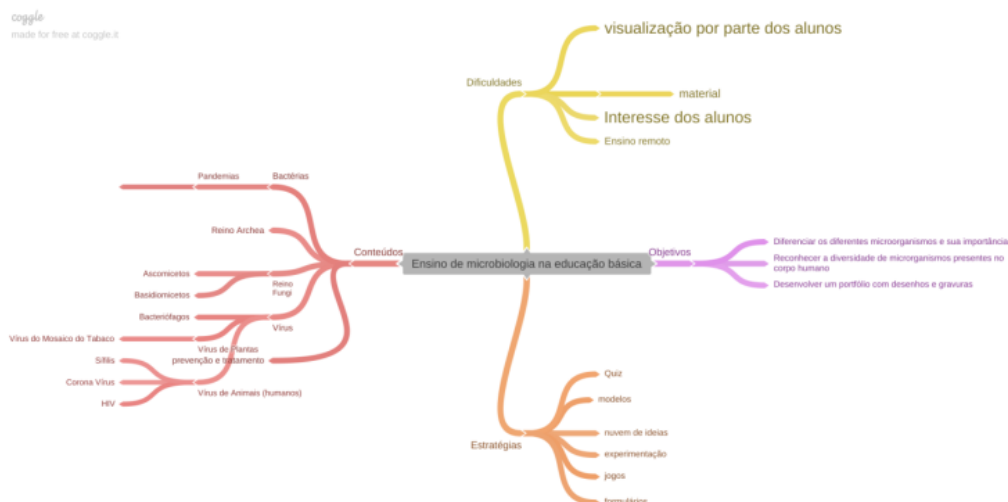 coggle
made for free at coggle.it
visualização por parte dos alunos
Dificuldades
material
Interesse dos alunos
Ensino remoto
Pandemias
Bactérias
Reino Archea
Conteúdos
Ascomicetos
Basidiomicetos
Reino
Fungi
Bacteriófagos
Vírus
Vírus do Mosaico do Tabaco
Vírus de Plantas
prevenção e tratamento
Sífilis
Corona Vírus
HIV
Vírus de Animais (humanos)
Ensino de microbiologia na educação básica
Objetivos
Diferenciar os diferentes microorganismos e sua importância
Reconhecer a diversidade de microrganismos presentes no
corpo humano
Desenvolver um portfólio com desenhos e gravuras
Estratégias
Quiz
modelos
nuvem de ideias
experimentação
jogos
formulários